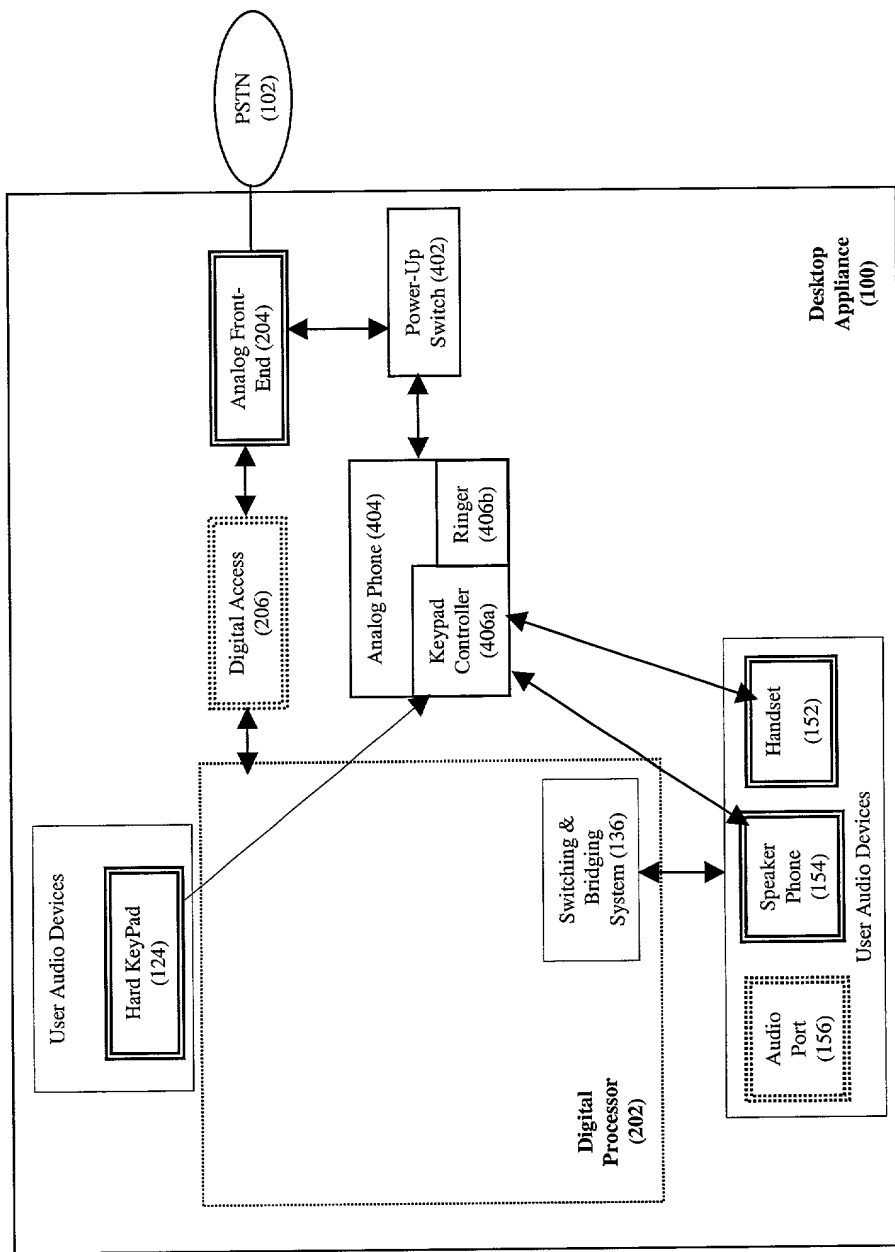 PSTN
(102)
Analog Front-
End (204)
Power-Up
Switch (402)
Desktop
Appliance
(100)
Digital Access
(206)
Analog Phone (404)
Ringer
(406b)
Keypad
Controller
(406a)
User Audio Devices
Hard KeyPad
(124)
Switching &
Bridging
System (136)
Digital
Processor
(202)
Handset
(152)
Speaker
Phone
(154)
Audio
Port
(156)
User Audio Devices